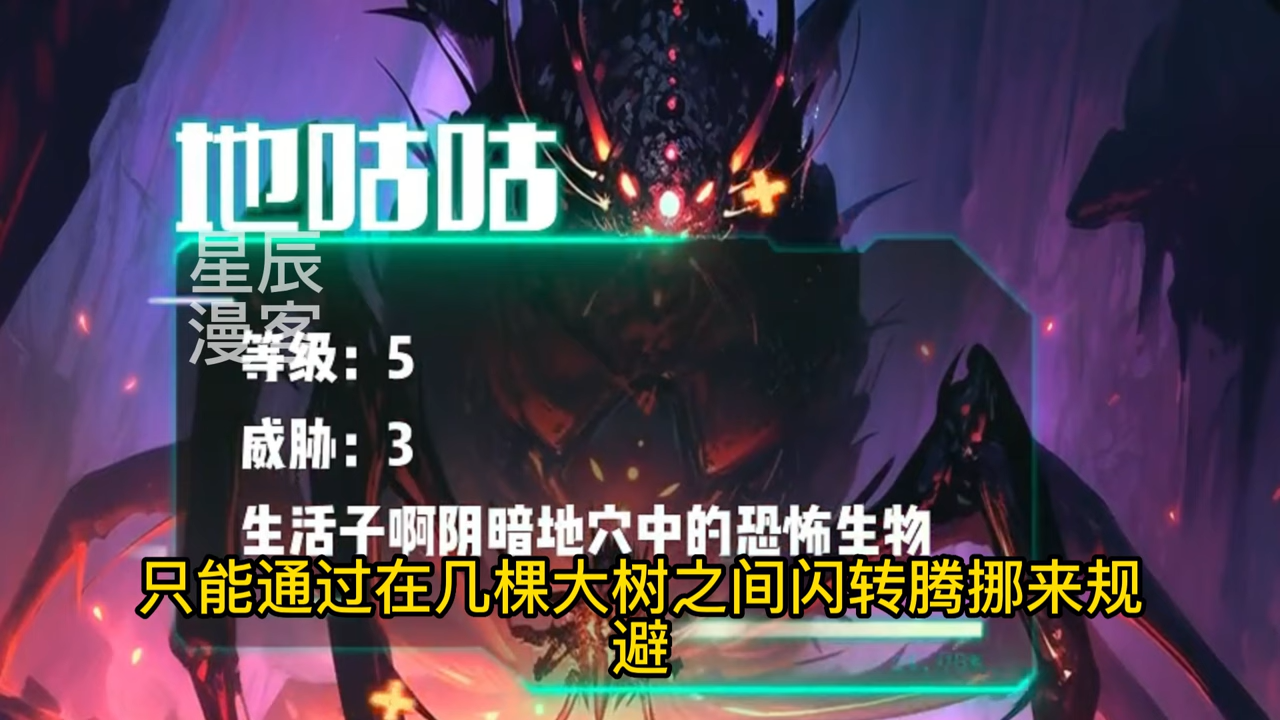 地咕咕
星辰
漫客
等级：5
威胁：3
生活子啊阴暗地穴中的恐怖生物
只能通过在几棵大树之间闪转腾挪来规
避